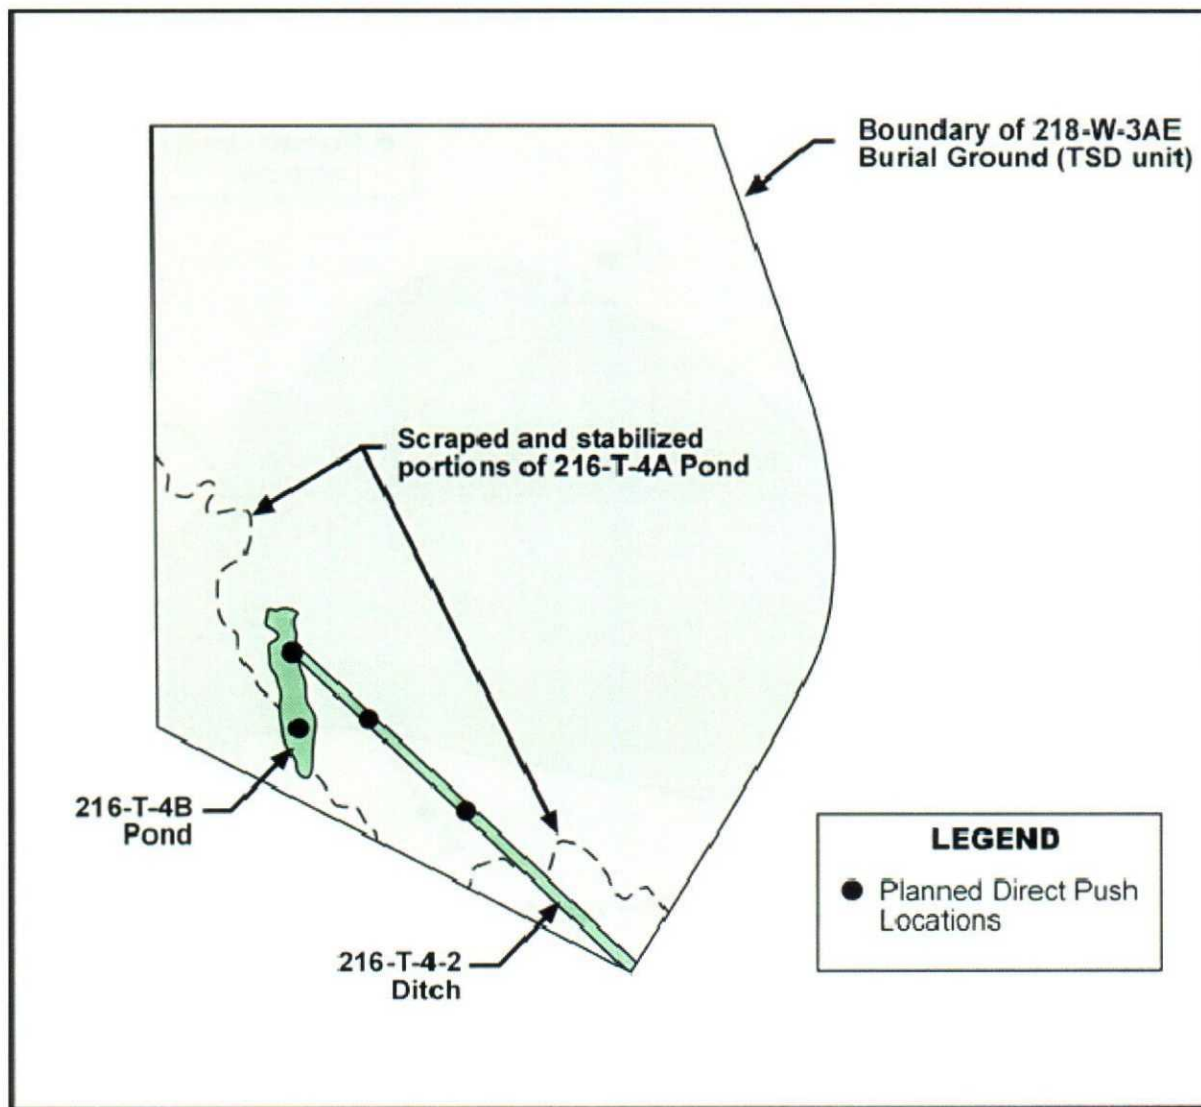 Boundary of 218-W-3AE
Burial Ground (TSD unit)
Scraped and stabilized
portions of 216-T-4A Pond
216-T-4B
Pond
216-T-4-2
Ditch
LEGEND
Planned Direct Push
Locations